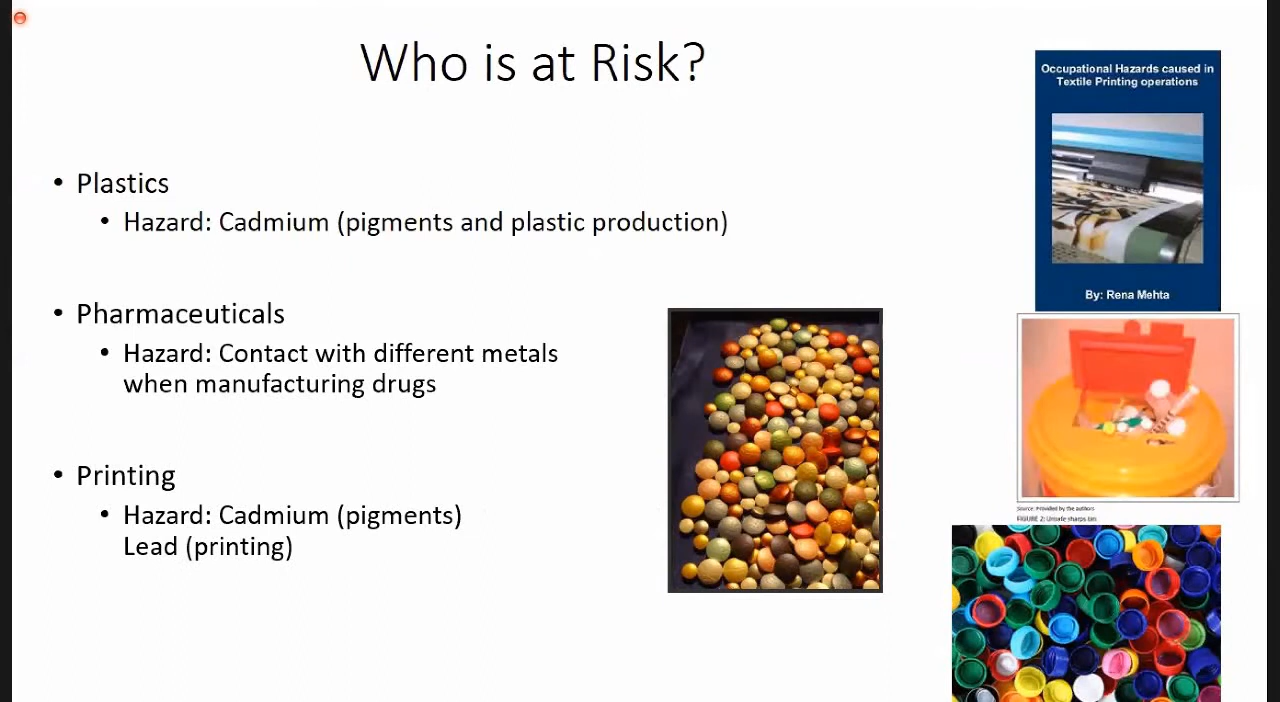 Who is at Risk?
• Plastics
• Hazard: Cadmium (pigments and plastic production)
• Pharmaceuticals
• Hazard: Contact with different metals
when manufacturing drugs
• Printing
• Hazard: Cadmium (pigments)
Lead (printing)
Occupational Hazards caused in
Textile Printing operations
By: Rena Mehta
Source: Provided by the authors
FIGURE 2: Unsafe sharps bin